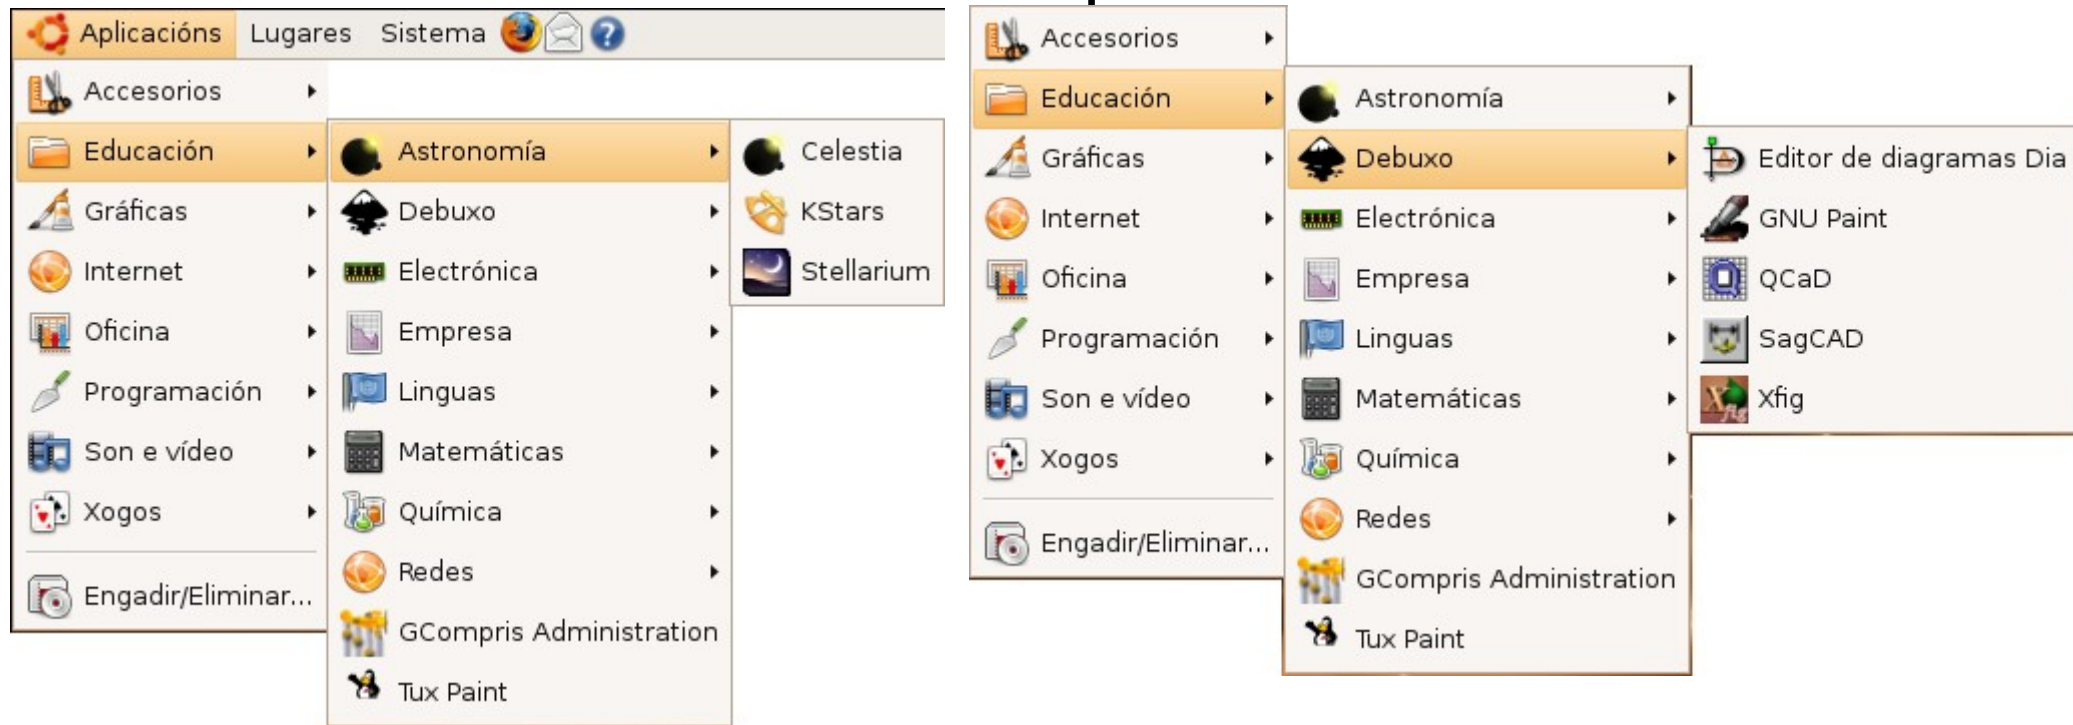 Aplicacións Lugares Sistema
Accesorios
Educación
Gráficas
Internet
Oficina
Programación
Son e vídeo
Xogos
Engadir/Eliminar...
Astronomía
Debuxo
Electrónica
Empresa
Linguas
Matemáticas
Química
Redes
GCompris Administration
Tux Paint
Celestia
KStars
Stellarium
Accesorios
Educación
Gráficas
Internet
Oficina
Programación
Son e vídeo
Xogos
Engadir/Eliminar...
Astronomía
Debuxo
Electrónica
Empresa
Linguas
Matemáticas
Química
Redes
GCompris Administration
Tux Paint
Editor de diagramas Dia
GNU Paint
QCaD
SagCAD
Xfig